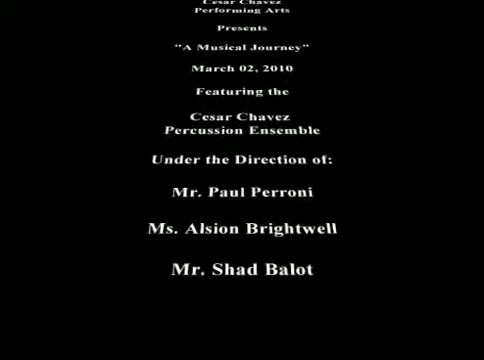 Cesar Chavez
Performing Arts
Presents
"A Musical Journey"
March 02, 2010
Featuring the
Cesar Chavez
Percussion Ensemble
Under the Direction of:
Mr. Paul Perroni
Ms. Alsion Brightwell
Mr. Shad Balot